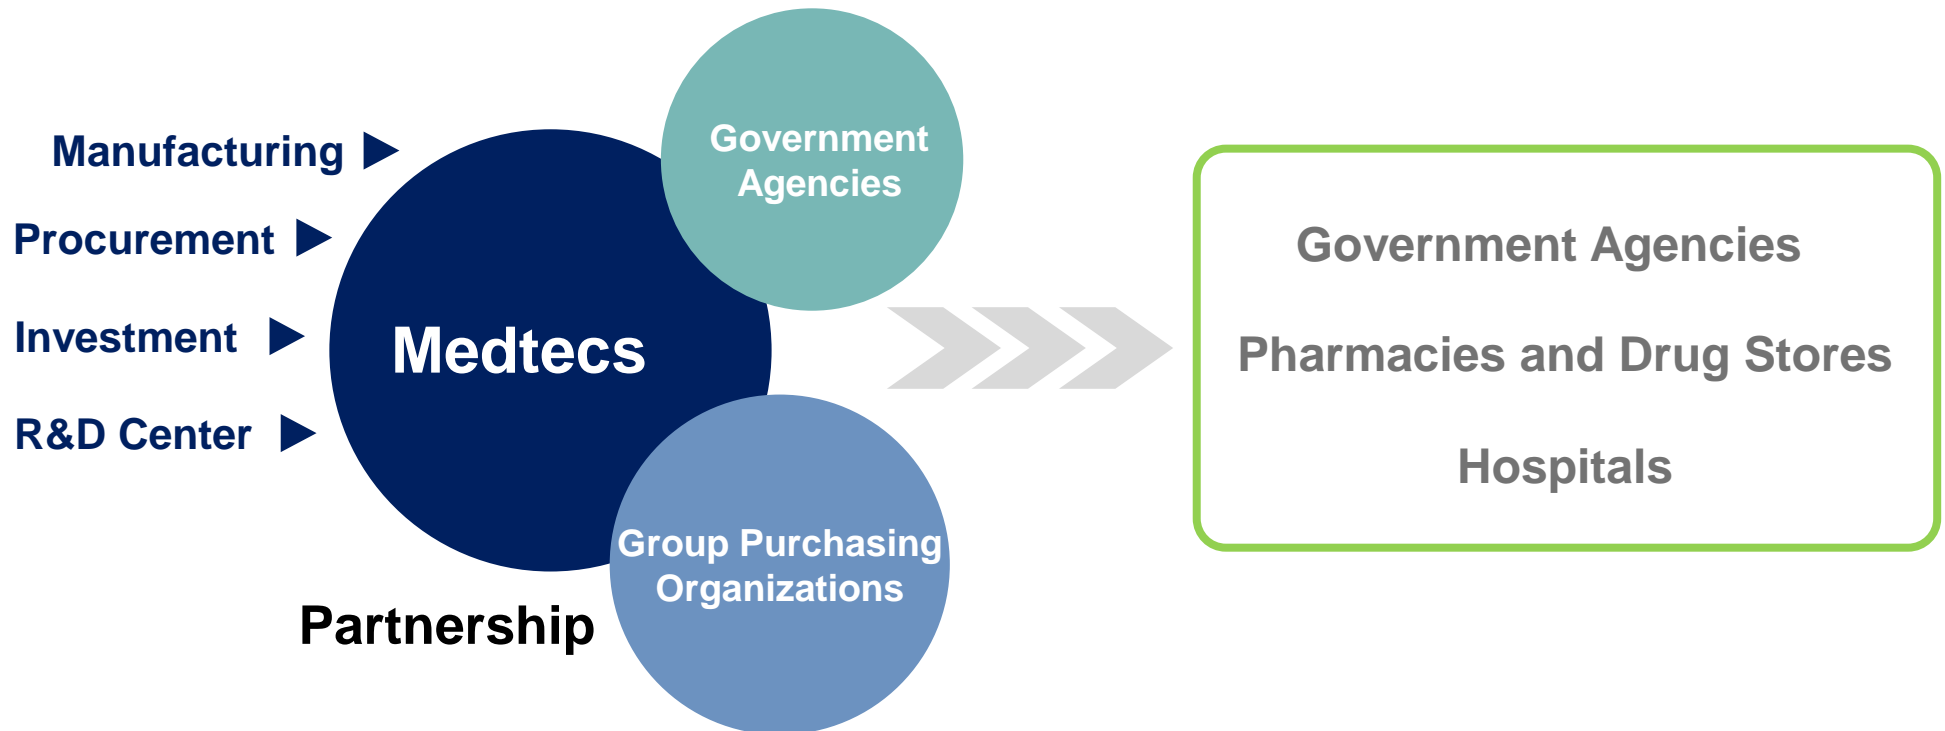 Manufacturing
Procurement
Investment
R&D Center
Medtecs
Government
Agencies
Group Purchasing
Organizations
Partnership
Government Agencies
Pharmacies and Drug Stores
Hospitals